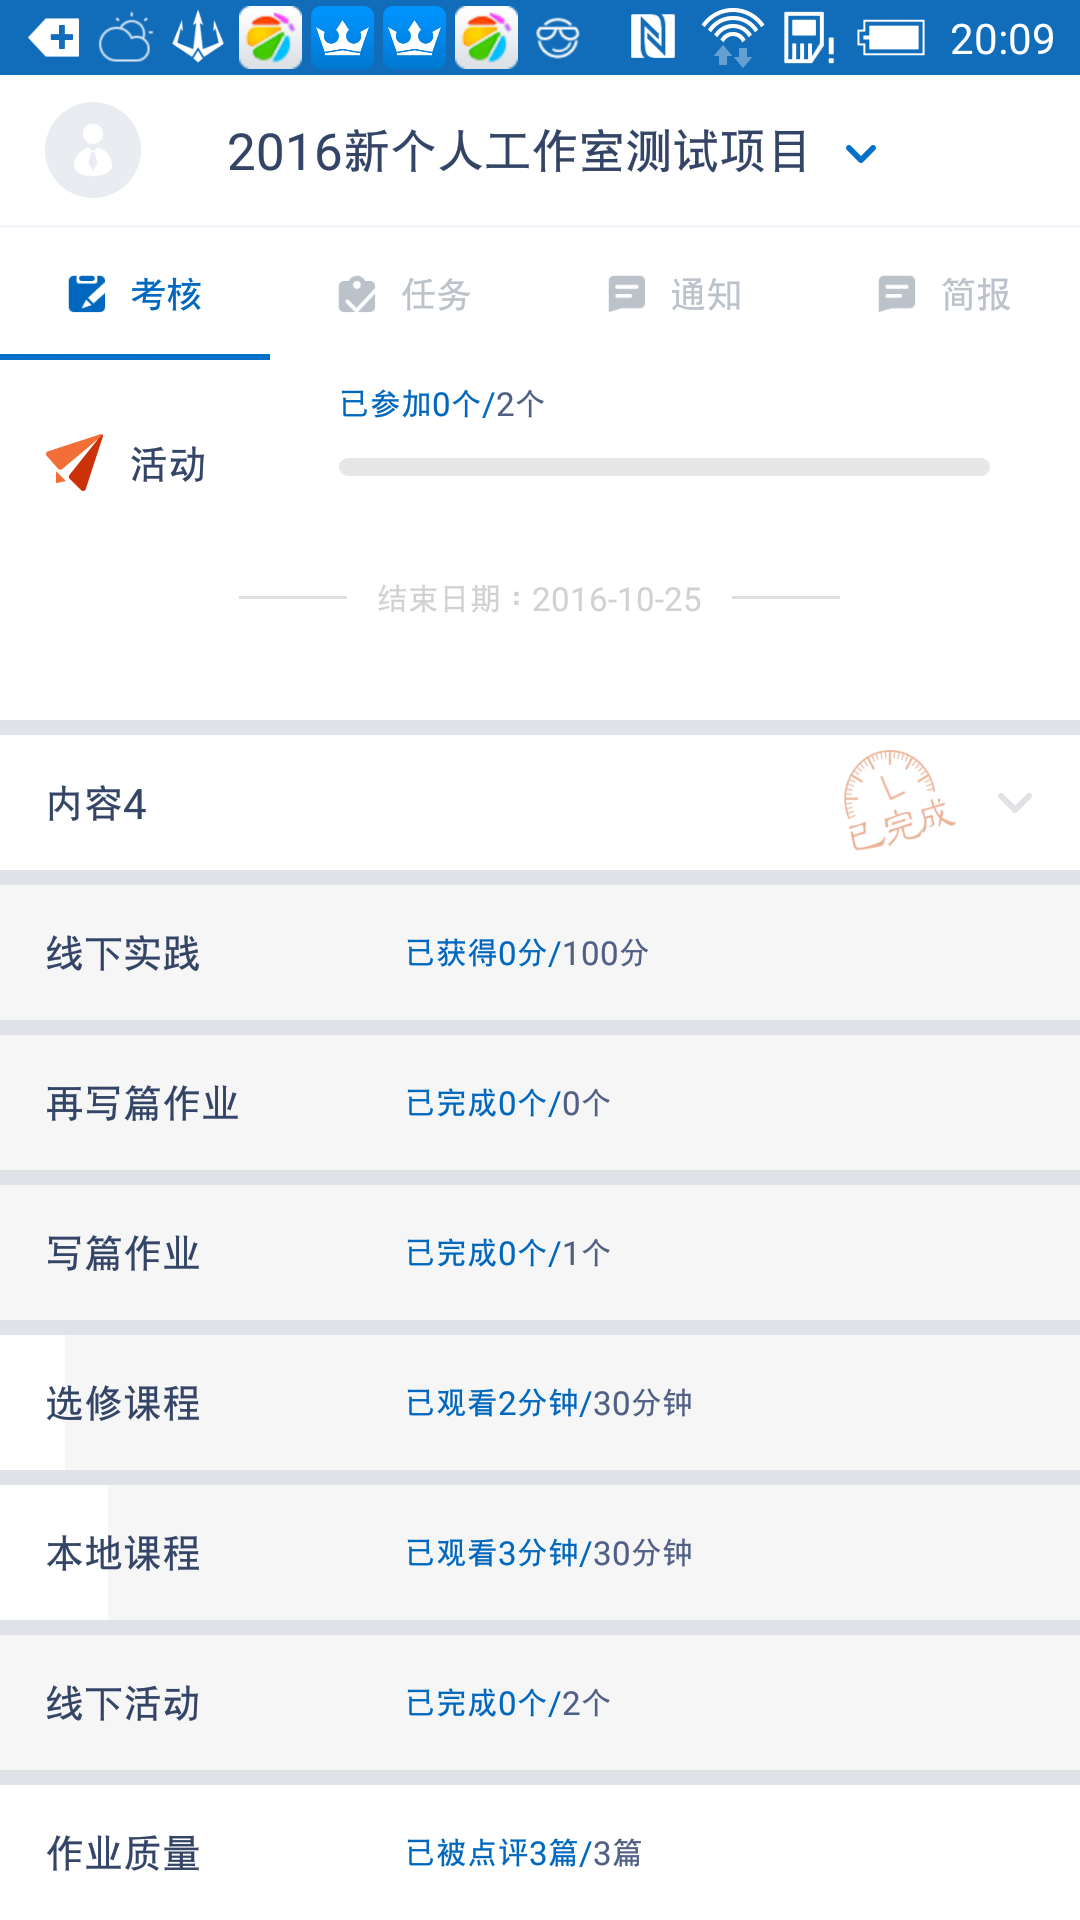 20:09
2016新个人工作室测试项目
考核 任务 通知 简报
已参加0个/2个
活动
结束日期：2016-10-25
内容4
已完成
线下实践 已获得0分/100分
再写篇作业 已完成0个/0个
写篇作业 已完成0个/1个
选修课程 已观看2分钟/30分钟
本地课程 已观看3分钟/30分钟
线下活动 已完成0个/2个
作业质量 已被点评3篇/3篇